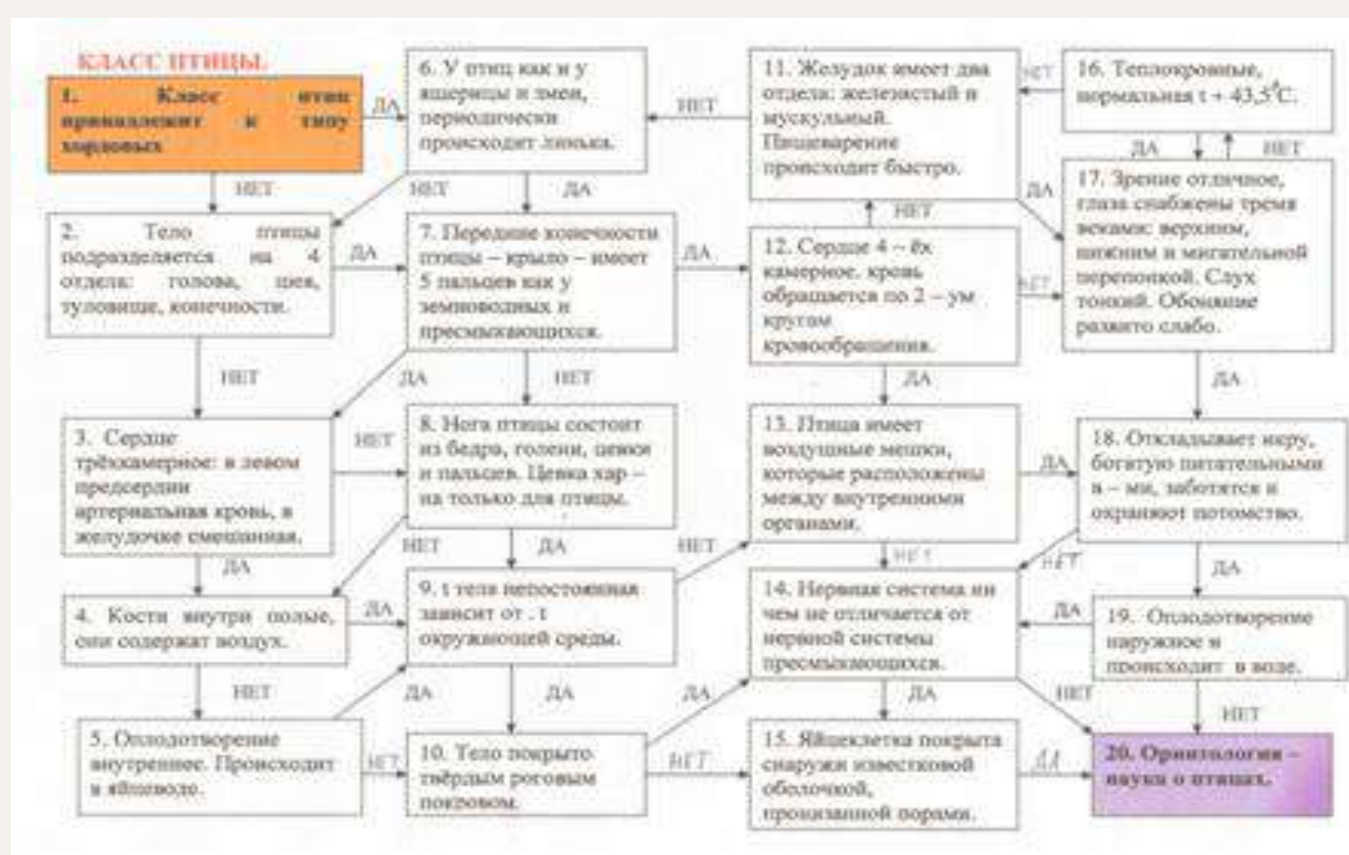 КЛАСС ПТИЦЫ.
1. Класс птиц
принадлежит к типу
хордовых
ДА
НЕТ
2. Тело птицы
подразделяется на 4
отдела: голова, шея,
туловище, конечности.
ДА
НЕТ
3. Сердце
трёхкамерное: в левом
предсердии
артериальная кровь, в
желудочке смешанная.
НЕТ
ДА
4. Кости внутри полые,
они содержат воздух.
ДА
НЕТ
5. Оплодотворение
внутреннее. Происходит
в яйцеводе.
ДА
НЕТ
6. У птиц как и у
ящерицы и змеи,
периодически
происходит линька.
НЕТ
ДА
7. Передние конечности
птицы – крыло – имеет
5 пальцев как у
земноводных и
пресмыкающихся.
ДА
ДА
НЕТ
8. Нога птицы состоит
из бедра, голени, цевки
и пальцев. Цевка хар –
на только для птицы.
НЕТ
ДА
9. t тела непостоянная
зависит от . t
окружающей среды.
НЕТ
ДА
10. Тело покрыто
твёрдым роговым
покровом.
ДА
НЕТ
11. Желудок имеет два
отдела: железистый и
мускульный.
Пищеварение
происходит быстро.
НЕТ
ДА
12. Сердце 4 – ёх
камерное. кровь
обращается по 2 – ум
кругам
кровообращения.
НЕТ
НЕТ
ДА
13. Птица имеет
воздушные мешки,
которые расположены
между внутренними
органами.
ДА
НЕТ
14. Нервная система ни
чем не отличается от
нервной системы
пресмыкающихся.
ДА
НЕТ
15. Яйцеклетка покрыта
снаружи известковой
оболочкой,
пронизанной порами.
ДА
16. Теплокровные,
нормальная t + 43,5°C.
НЕТ
ДА
НЕТ
17. Зрение отличное,
глаза снабжены тремя
веками: верхним,
нижним и мигательной
перепонкой. Слух
тонкий. Обоняние
развито слабо.
ДА
18. Откладывает икру,
богатую питательными
в – ми, заботятся и
охраняют потомство.
НЕТ
ДА
19. Оплодотворение
наружное и
происходит в воде.
ДА
НЕТ
20. Орнитология –
наука о птицах.